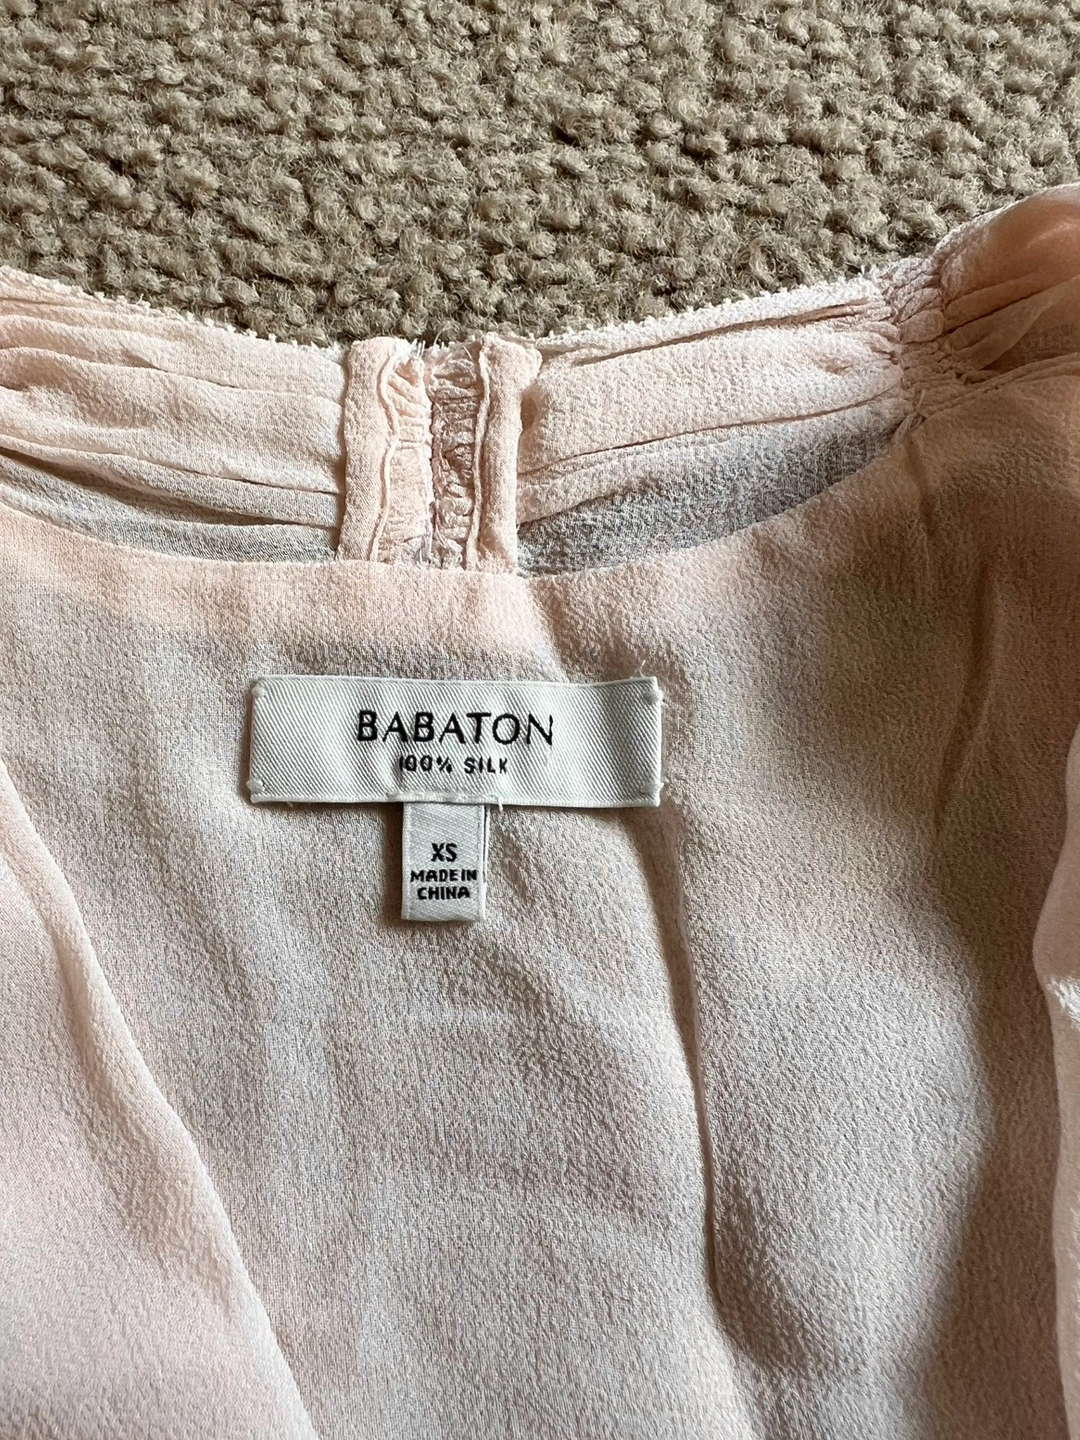 BABATON
100% SILK
XS
MADE IN
CHINA